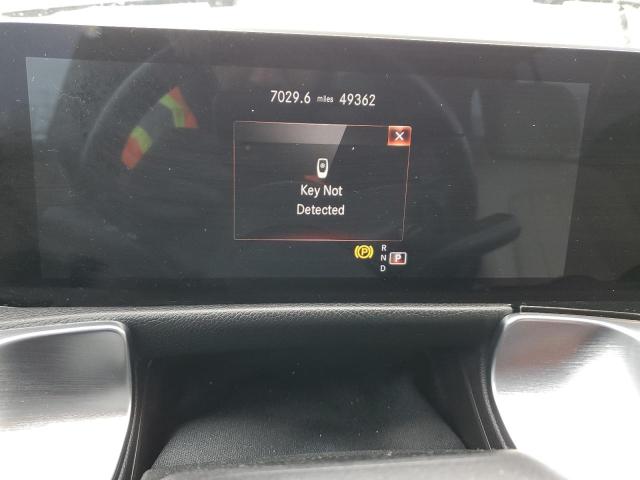 7029.6 miles 49362
X
Key Not
Detected
R
N P
D
P